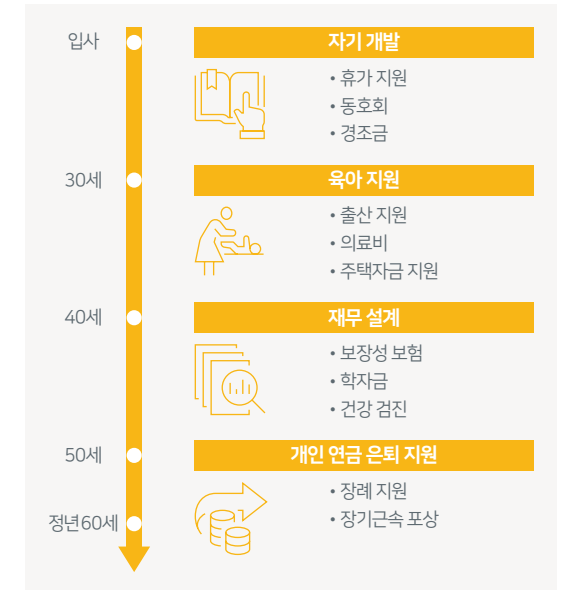 입사
자기 개발
• 휴가 지원
• 동호회
• 경조금
30세
육아 지원
• 출산 지원
• 의료비
• 주택자금 지원
40세
재무 설계
• 보장성 보험
• 학자금
• 건강 검진
50세
개인 연금 은퇴 지원
• 장례 지원
• 장기근속 포상
정년60세